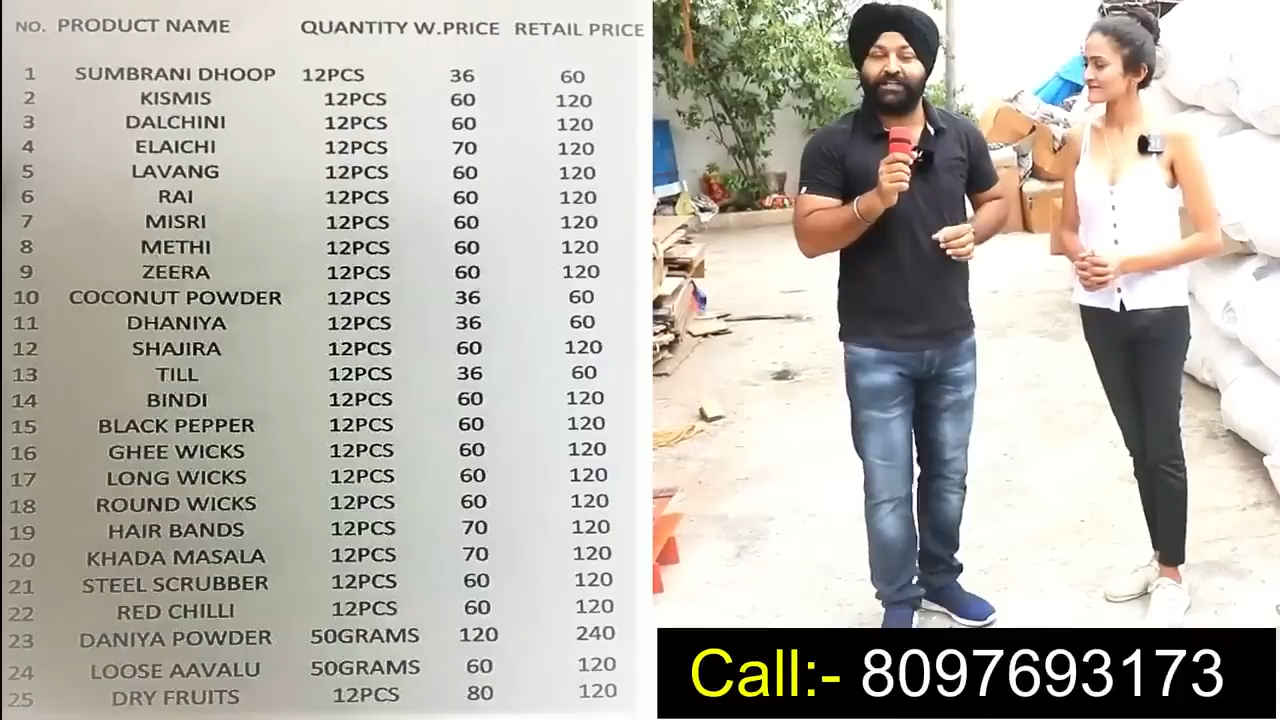 NO. PRODUCT NAME QUANTITY W.PRICE RETAIL PRICE
1 SUMBRANI DHOOP 12PCS 36 60
2 KISMIS 12PCS 60 120
3 DALCHINI 12PCS 60 120
4 ELAICHI 12PCS 70 120
5 LAVANG 12PCS 60 120
6 RAI 12PCS 60 120
7 MISRI 12PCS 60 120
8 METHI 12PCS 60 120
9 ZEERA 12PCS 60 120
10 COCONUT POWDER 12PCS 36 60
11 DHANIYA 12PCS 36 60
12 SHAJIRA 12PCS 60 120
13 TILL 12PCS 36 60
14 BINDI 12PCS 60 120
15 BLACK PEPPER 12PCS 60 120
16 GHEE WICKS 12PCS 60 120
17 LONG WICKS 12PCS 60 120
18 ROUND WICKS 12PCS 60 120
19 HAIR BANDS 12PCS 70 120
20 KHADA MASALA 12PCS 70 120
21 STEEL SCRUBBER 12PCS 60 120
22 RED CHILLI 12PCS 60 120
23 DANIYA POWDER 50GRAMS 120 240
24 LOOSE AAVALU 50GRAMS 60 120
25 DRY FRUITS 12PCS 80 120
Call:- 8097693173